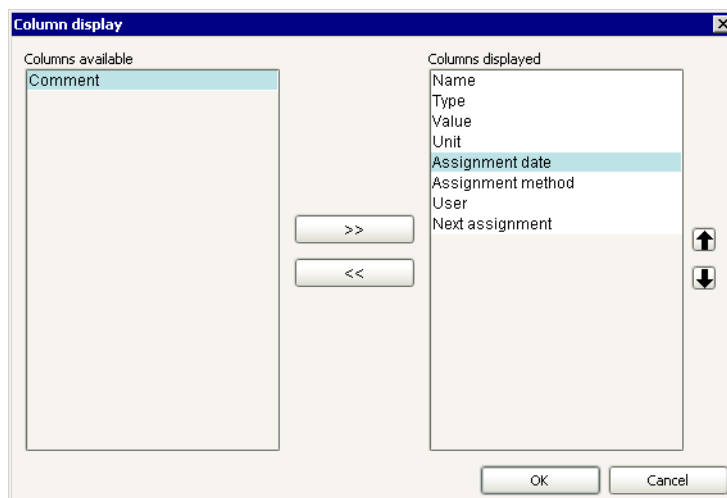 Column display
Columns available
Comment
>>
<<
Columns displayed
Name
Type
Value
Unit
Assignment date
Assignment method
User
Next assignment
OK
Cancel